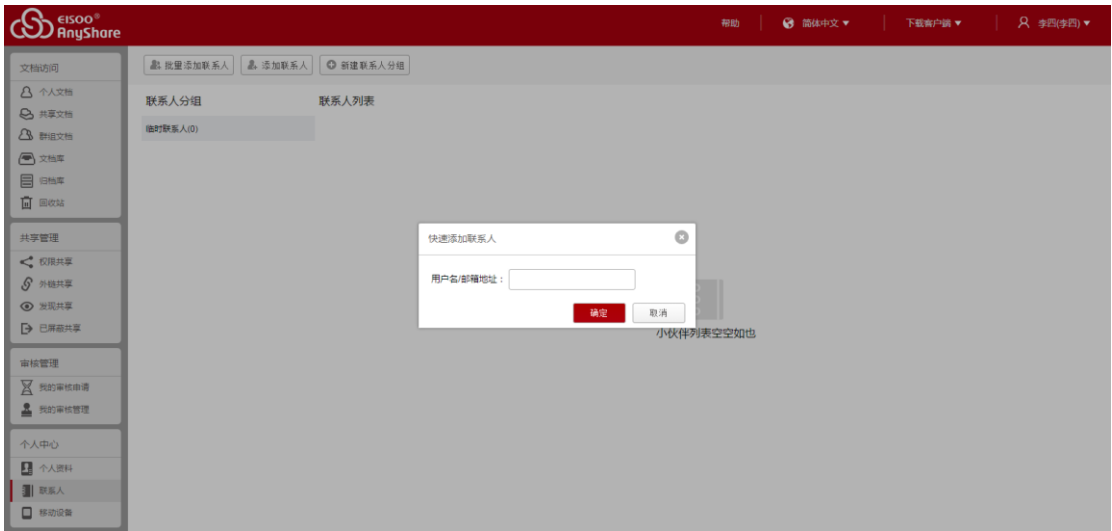 EISOO®
AnyShare
帮助
简体中文
下载客户端
李四(李四)
文档访问
个人文档
共享文档
群组文档
文档库
归档库
回收站
共享管理
权限共享
外链共享
发现共享
已屏蔽共享
审核管理
我的审核申请
我的审核管理
个人中心
个人资料
联系人
移动设备
批量添加联系人
添加联系人
新建联系人分组
联系人分组
联系人列表
临时联系人(0)
快速添加联系人
用户名/邮箱地址：
确定
取消
小伙伴列表空空如也